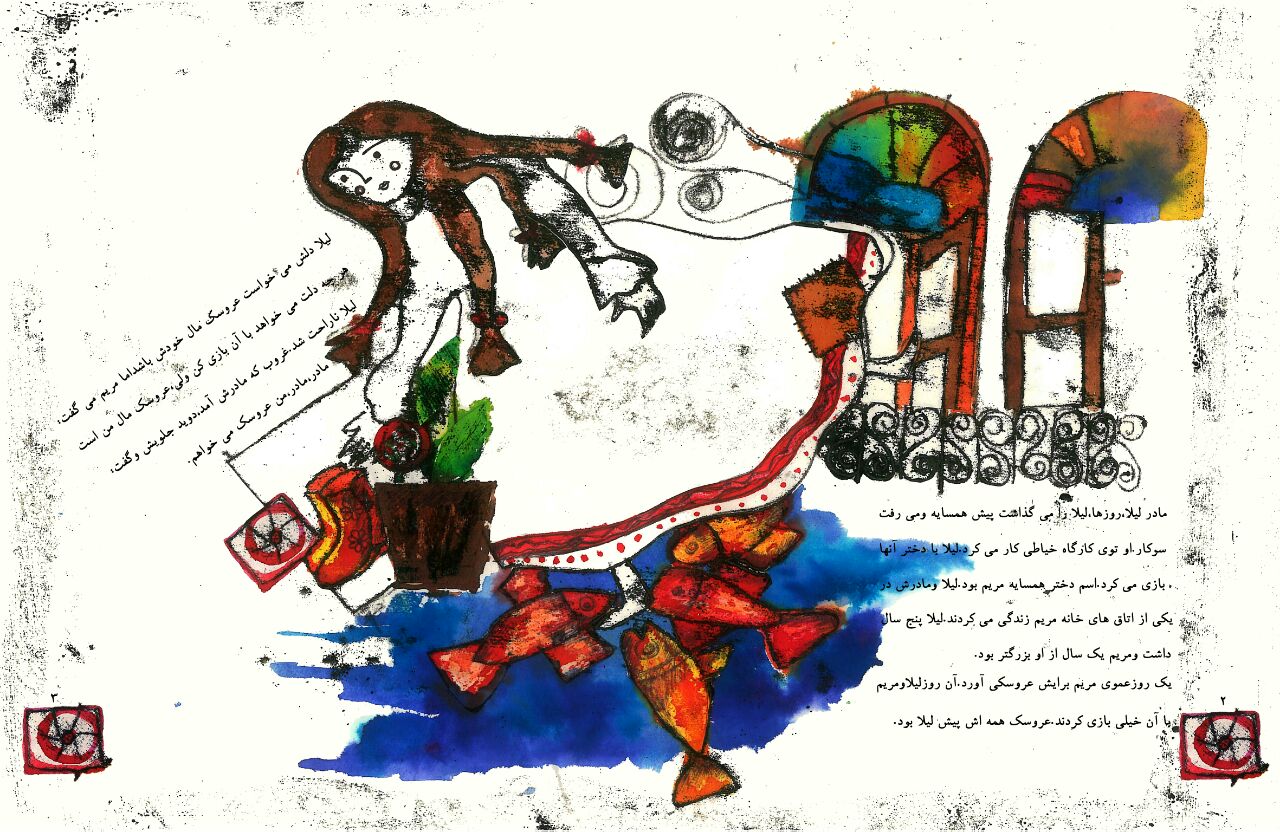 مادر لیلا،روزها،لیلا را می گذاشت پیش همسایه ومی رفت
سرکار.او توی کارگاه خیاطی کار می کرد.لیلا با دختر آنها
بازی می کرد.اسم دختر همسایه مریم بود.لیلا ومادرش در
یکی از اتاق های خانه مریم زندگی می کردند.لیلا پنج سال
داشت ومریم یک سال از او بزرگتر بود.
یک روزعموی مریم برایش عروسکی آورد.آن روزلیلاومریم
با آن خیلی بازی کردند.عروسک همه اش پیش لیلا بود.
۲
لیلا دلش می خواست عروسک مال خودش باشد،اما مریم می گفت،
هر چه دلت می خواهد با آن بازی کن ولی،عروسک مال من است
لیلا ناراحت شد.غروب که مادرش آمد،دوید جلویش وگفت،
مادر،مادر،من عروسک می خواهم.
۳